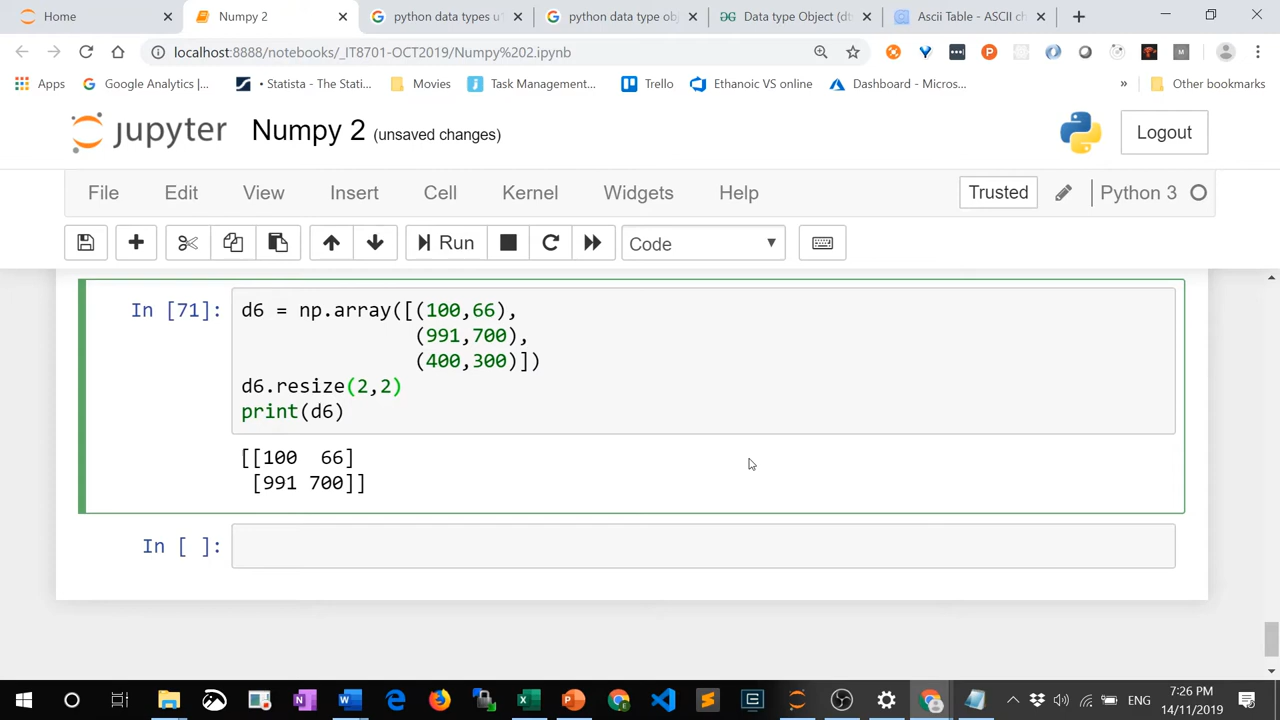 Home
Numpy 2
python data types u
python data type obj
Data type Object (dt
Ascii Table - ASCII ch
localhost:8888/notebooks/_IT8701-OCT2019/Numpy%202.ipynb
Apps
Google Analytics |...
• Statista - The Stati...
Movies
Task Management...
Trello
Ethanoic VS online
Dashboard - Micros...
»
Other bookmarks
jupyter
Numpy 2 (unsaved changes)
Logout
File
Edit
View
Insert
Cell
Kernel
Widgets
Help
Trusted
Python 3
Run
Code
In [71]:
d6 = np.array([(100,66),
(991,700),
(400,300)])
d6.resize(2,2)
print(d6)
[[100  66]
[991 700]]
In [ ]:
ENG
7:26 PM
14/11/2019